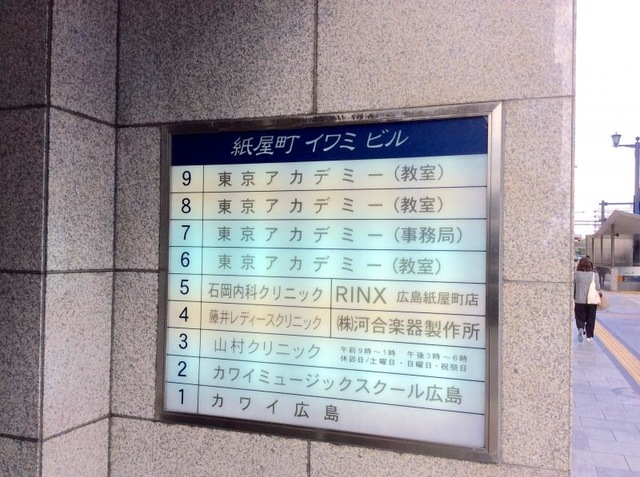 紙屋町 イワミ ビル
9 東京アカデミー(教室)
8 東京アカデミー(教室)
7 東京アカデミー(事務局)
6 東京アカデミー(教室)
5 石岡内科クリニック RINX 広島紙屋町店
4 藤井レディースクリニック ㈱河合楽器製作所
3 山村クリニック 午前9時～1時 午後3時～6時
休診日/土曜日・日曜日・祝祭日
2 カワイミュージックスクール広島
1 カワイ広島